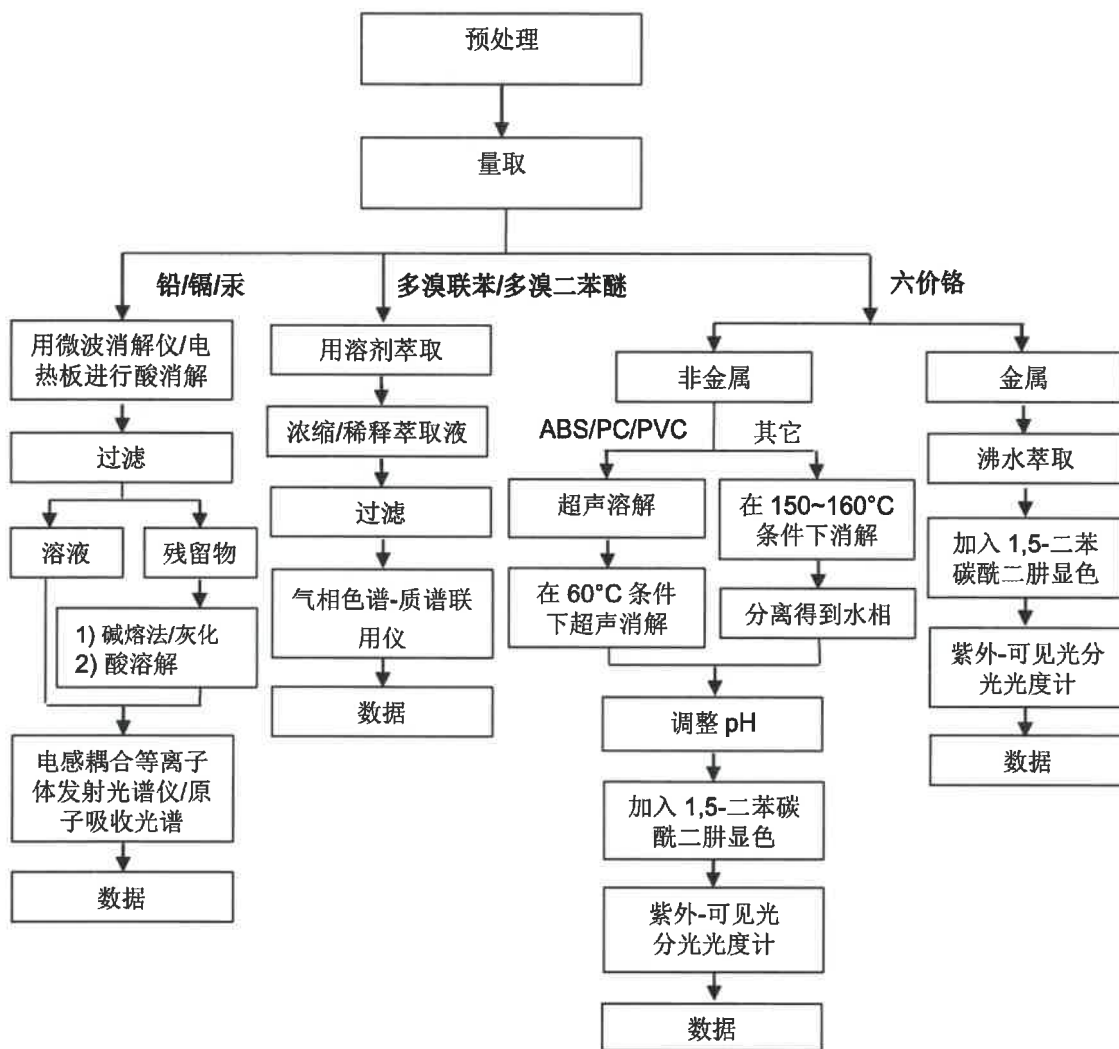 预处理
量取
铅/镉/汞
多溴联苯/多溴二苯醚
六价铬
用微波消解仪/电
热板进行酸消解
过滤
溶液
残留物
1) 碱熔法/灰化
2) 酸溶解
电感耦合等离子
体发射光谱仪/原
子吸收光谱
数据
用溶剂萃取
浓缩/稀释萃取液
过滤
气相色谱-质谱联
用仪
数据
非金属
ABS/PC/PVC
其它
超声溶解
在 60°C 条件
下超声消解
在 150~160°C
条件下消解
分离得到水相
调整 pH
加入 1,5-二苯碳
酰二肼显色
紫外-可见光
分光光度计
数据
金属
沸水萃取
加入 1,5-二苯
碳酰二肼显色
紫外-可见光分
光光度计
数据